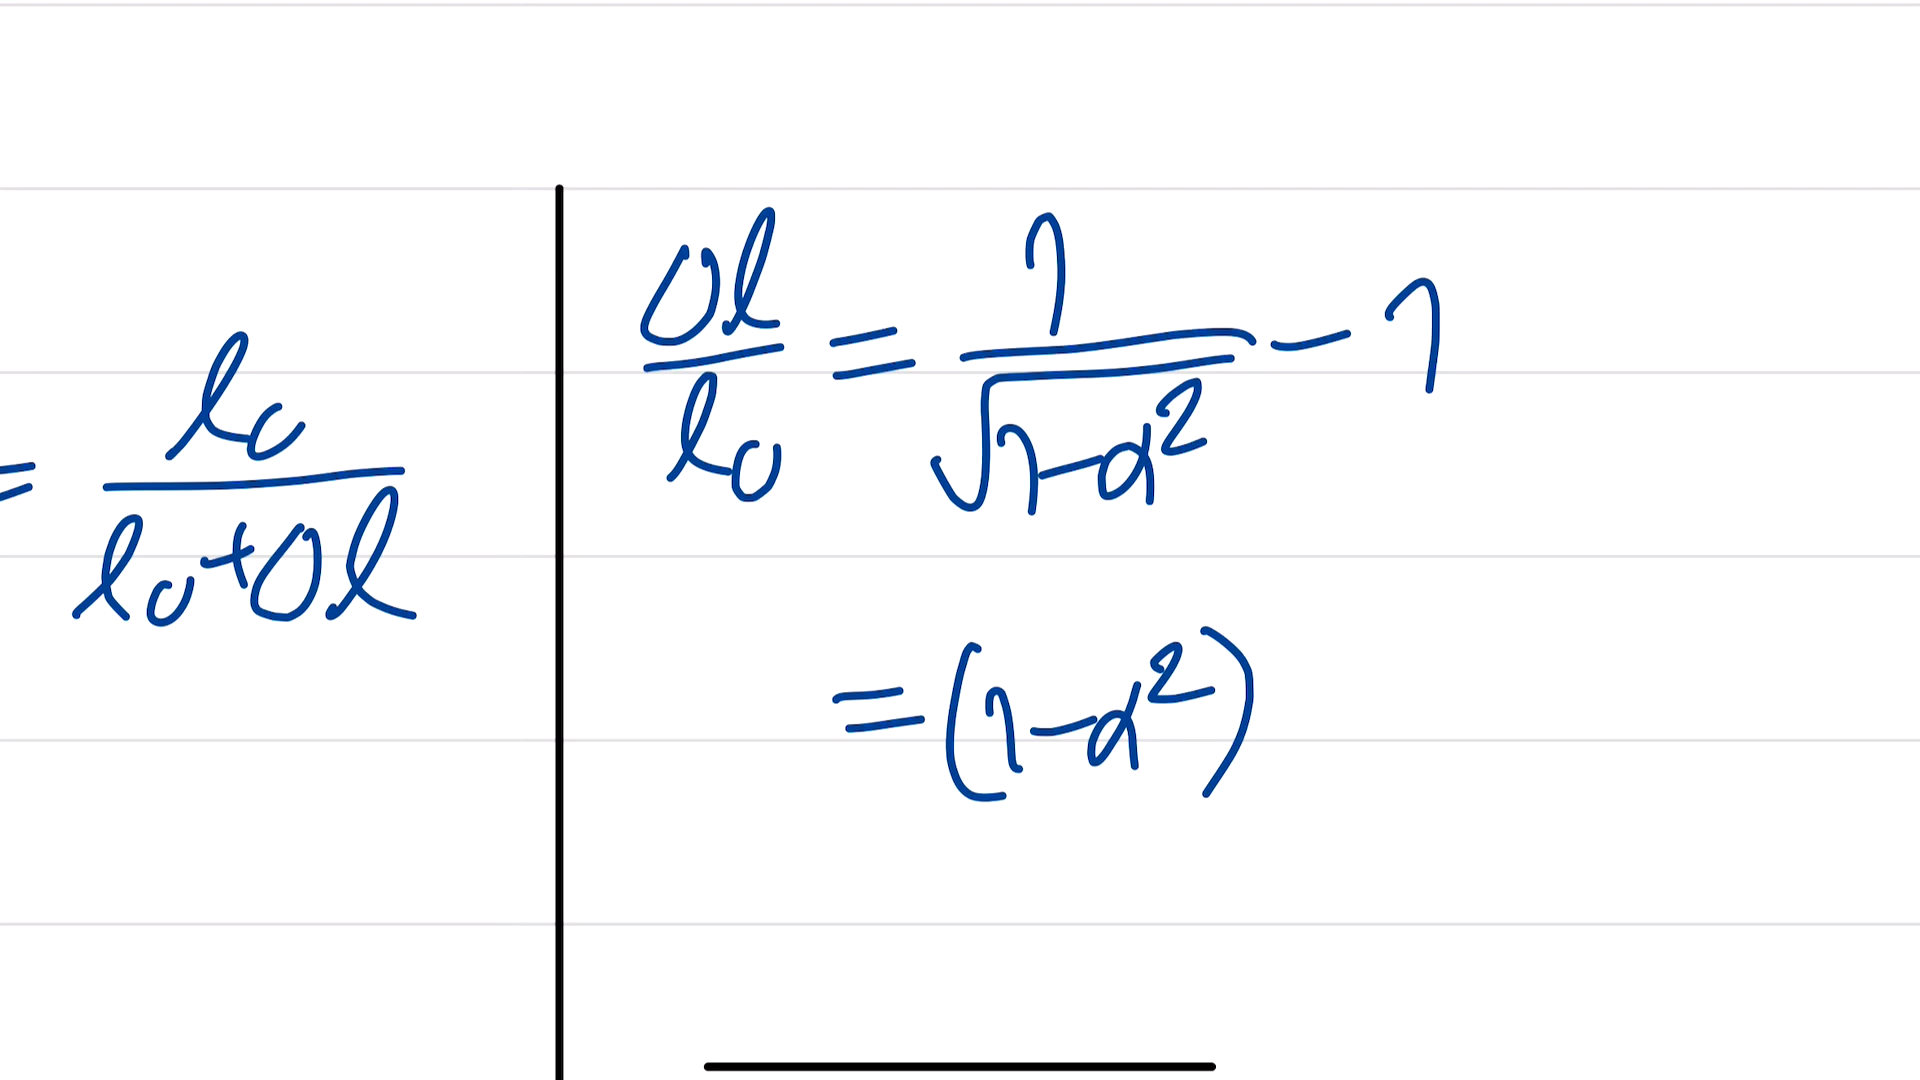 = l₀ / (l₀+Δl)
Δl / l₀ = 1 / √(1-α²) - 1
= (1-α²)